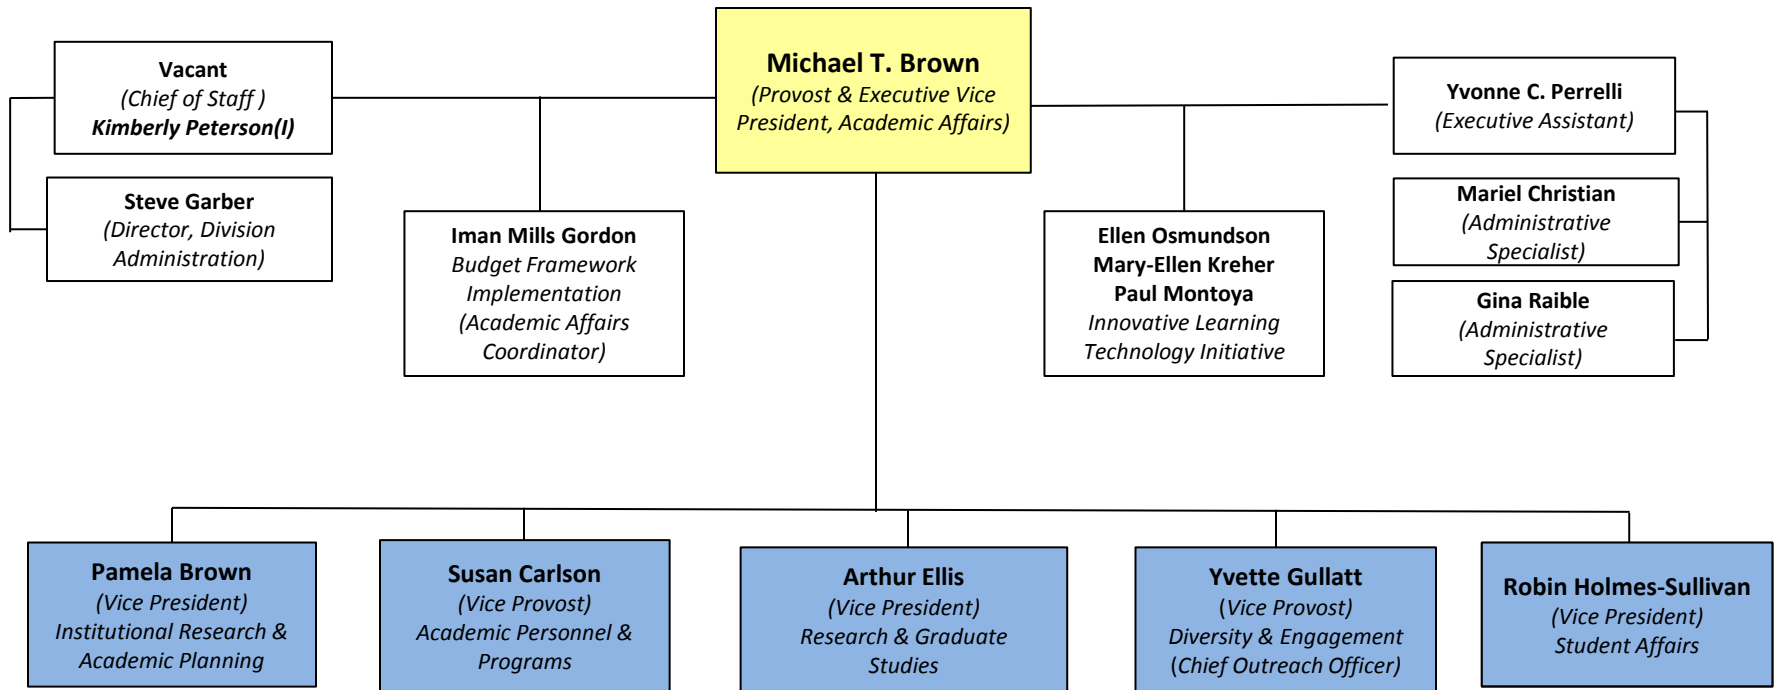 Michael T. Brown
(Provost & Executive Vice
President, Academic Affairs)
Vacant
(Chief of Staff )
Kimberly Peterson(I)
Steve Garber
(Director, Division
Administration)
Iman Mills Gordon
Budget Framework
Implementation
(Academic Affairs
Coordinator)
Ellen Osmundson
Mary-Ellen Kreher
Paul Montoya
Innovative Learning
Technology Initiative
Yvonne C. Perrelli
(Executive Assistant)
Mariel Christian
(Administrative
Specialist)
Gina Raible
(Administrative
Specialist)
Pamela Brown
(Vice President)
Institutional Research &
Academic Planning
Susan Carlson
(Vice Provost)
Academic Personnel &
Programs
Arthur Ellis
(Vice President)
Research & Graduate
Studies
Yvette Gullatt
(Vice Provost)
Diversity & Engagement
(Chief Outreach Officer)
Robin Holmes-Sullivan
(Vice President)
Student Affairs